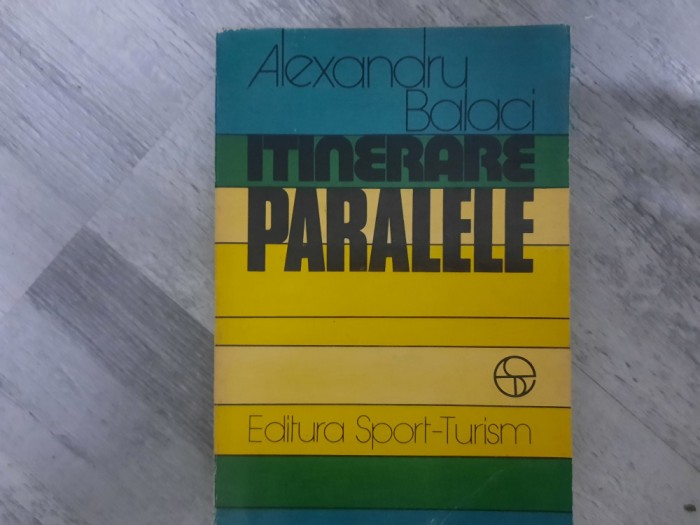 Alexandru
Balaci
ITINERARE
PARALELE
Editura Sport-Turism